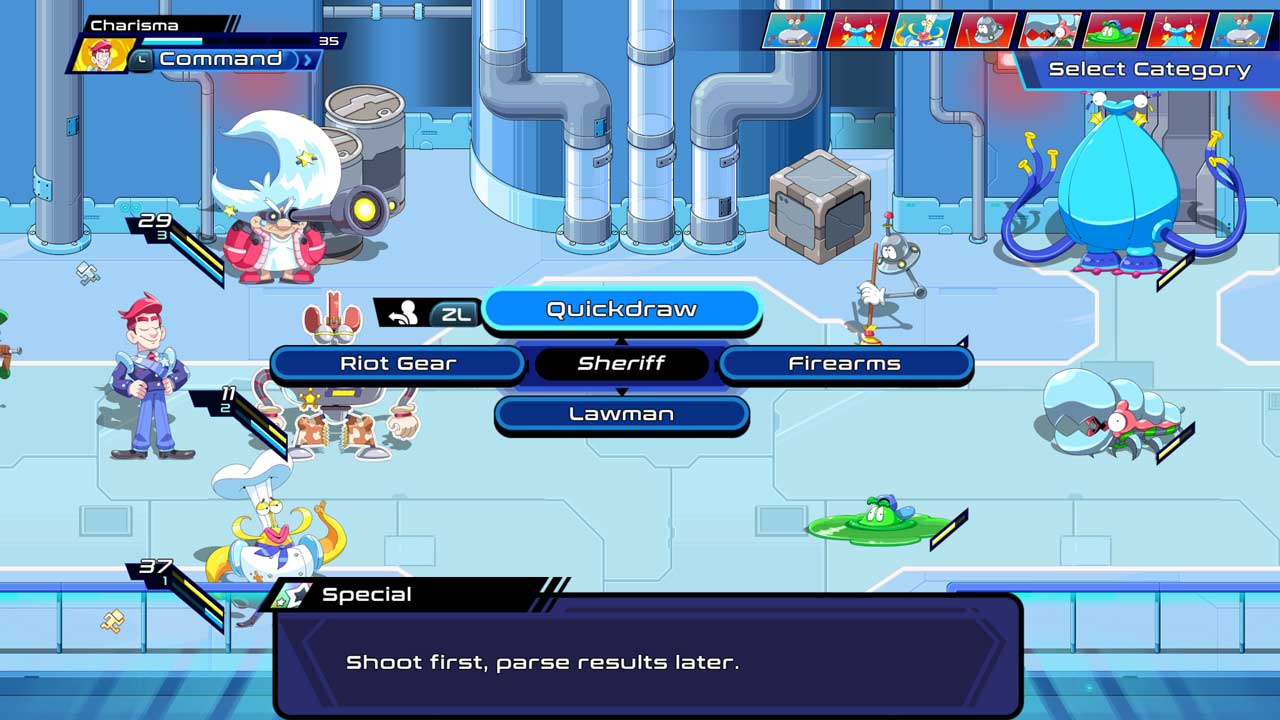 Charisma
35
Command
Select Category
29
3
Quickdraw
ZL
Riot Gear
Sheriff
Firearms
11
2
Lawman
37
1
Special
Shoot first, parse results later.